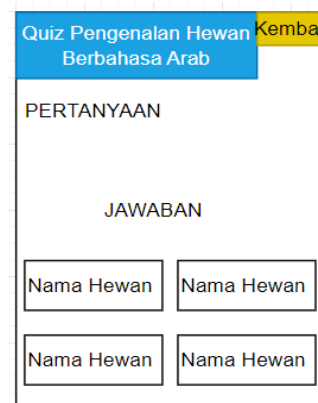 Quiz Pengenalan Hewan
Berbahasa Arab
Kemba
PERTANYAAN
JAWABAN
Nama Hewan
Nama Hewan
Nama Hewan
Nama Hewan